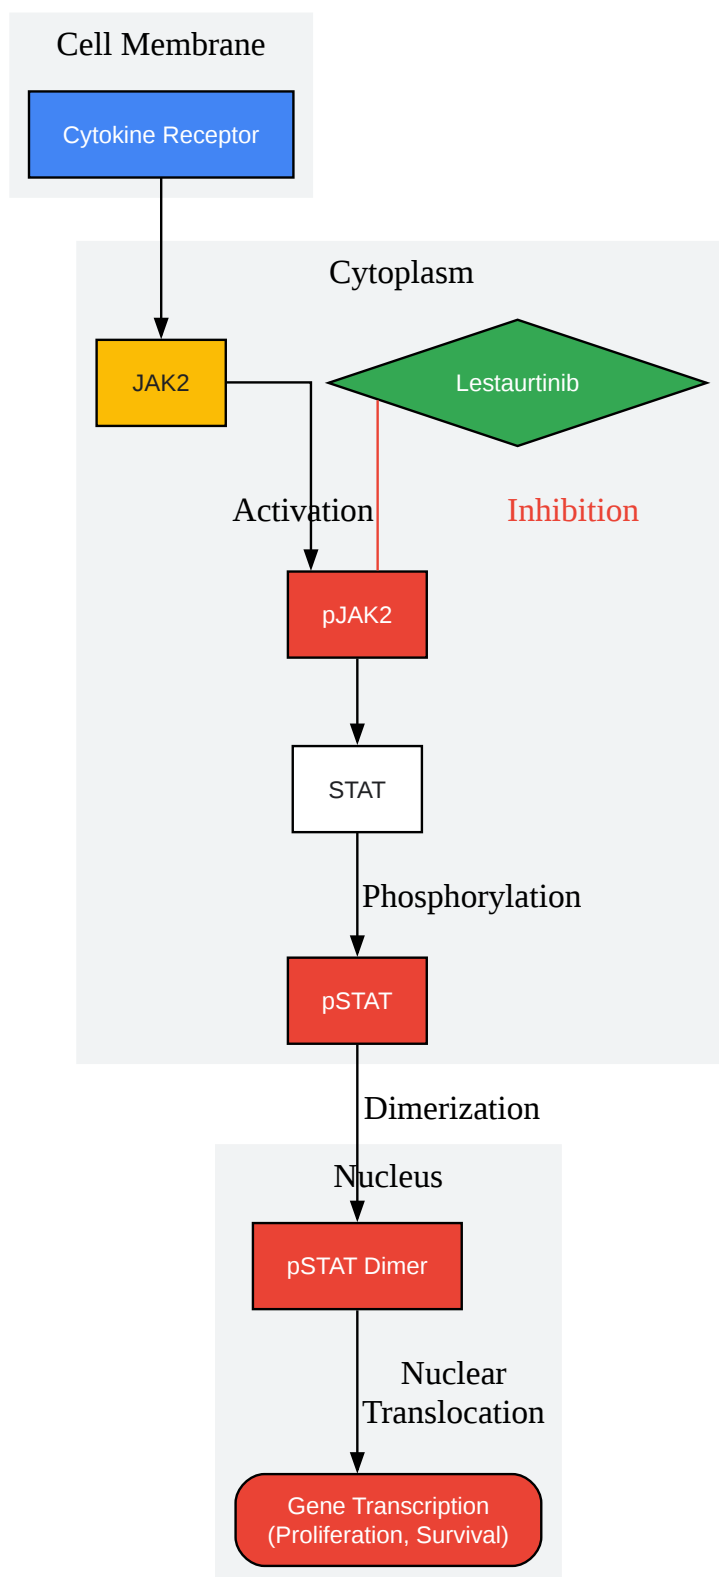 Cell Membrane
Cytokine Receptor
Cytoplasm
JAK2
Lestaurtinib
Activation
Inhibition
pJAK2
STAT
Phosphorylation
pSTAT
Dimerization
Nucleus
pSTAT Dimer
Nuclear
Translocation
Gene Transcription
(Proliferation, Survival)